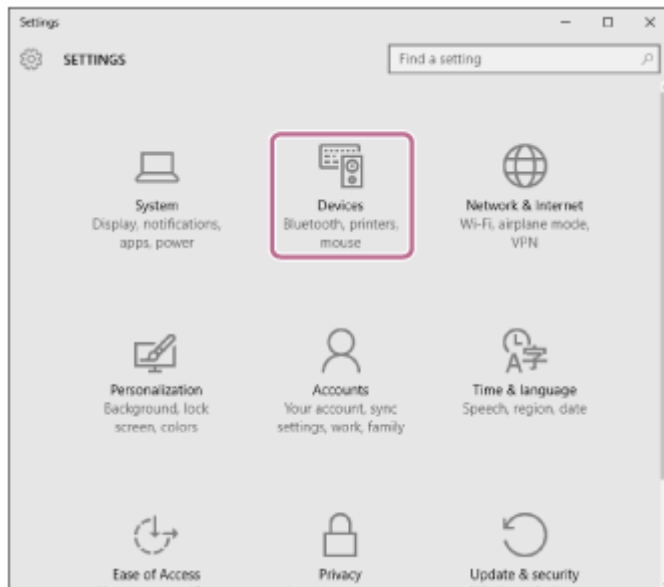 Settings
SETTINGS
Find a setting
System
Display, notifications,
apps, power
Devices
Bluetooth, printers,
mouse
Network & Internet
Wi-Fi, airplane mode,
VPN
Personalization
Background, lock
screen, colors
Accounts
Your account, sync
settings, work, family
Time & language
Speech, region, date
Ease of Access
Privacy
Update & security